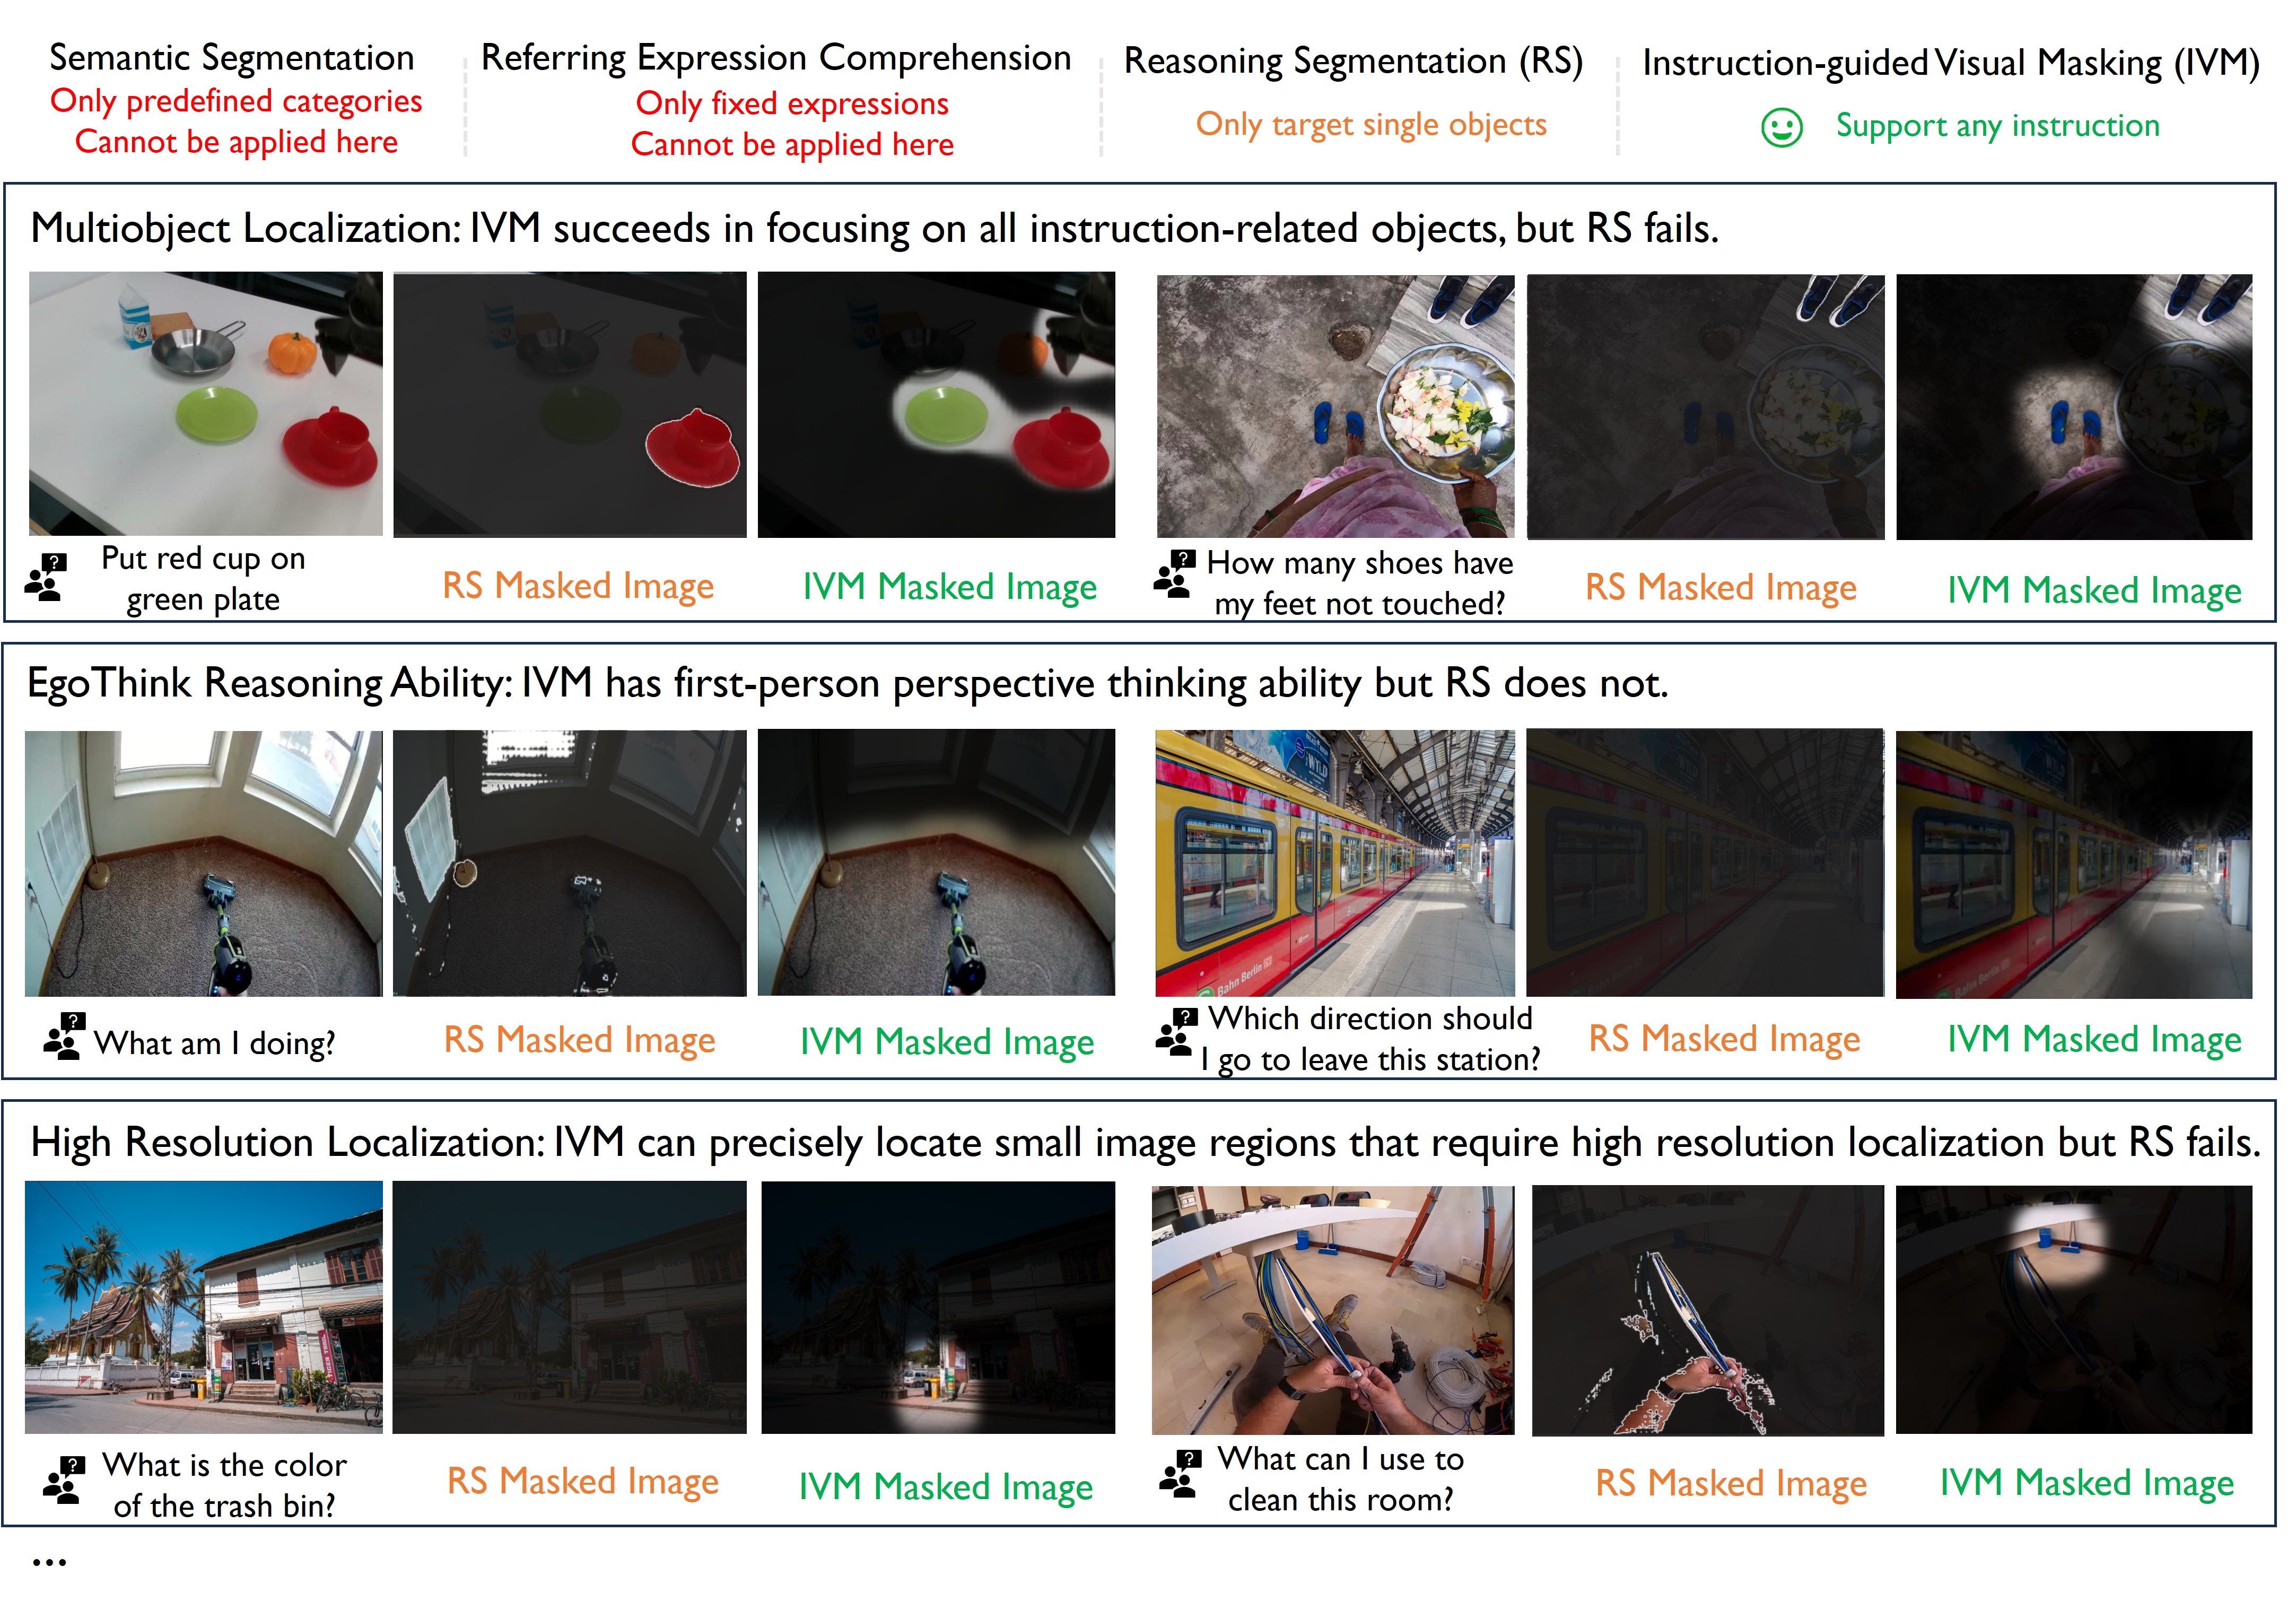 Semantic Segmentation
Only predefined categories
Cannot be applied here
Referring Expression Comprehension
Only fixed expressions
Cannot be applied here
Reasoning Segmentation (RS)
Only target single objects
Instruction-guided Visual Masking (IVM)
Support any instruction
Multiobject Localization: IVM succeeds in focusing on all instruction-related objects, but RS fails.
Put red cup on
green plate
RS Masked Image
IVM Masked Image
How many shoes have
my feet not touched?
RS Masked Image
IVM Masked Image
EgoThink Reasoning Ability: IVM has first-person perspective thinking ability but RS does not.
WYLD
Bahn Berlin
WYLD
Bahn Berlin
What am I doing?
RS Masked Image
IVM Masked Image
Which direction should
I go to leave this station?
RS Masked Image
IVM Masked Image
High Resolution Localization: IVM can precisely locate small image regions that require high resolution localization but RS fails.
What is the color
of the trash bin?
RS Masked Image
IVM Masked Image
What can I use to
clean this room?
RS Masked Image
IVM Masked Image
...